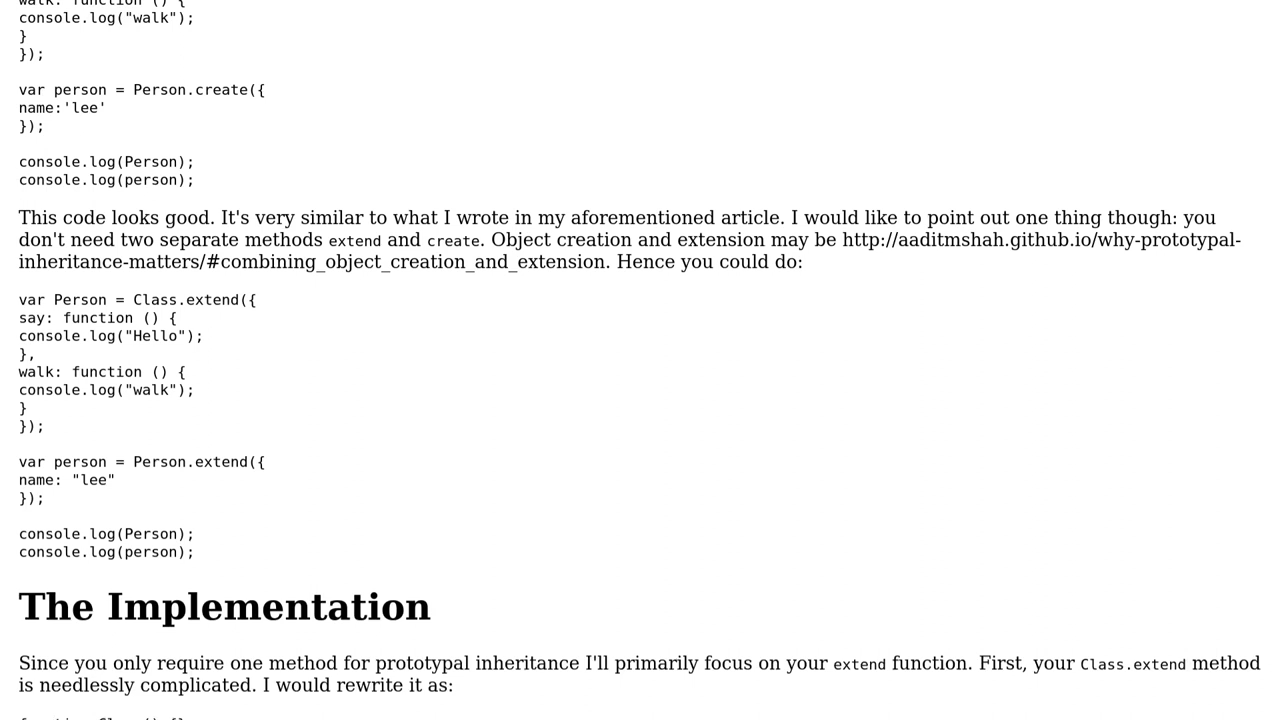 walk: function () {
console.log("walk");
}
});
var person = Person.create({
name:'lee'
});
console.log(Person);
console.log(person);
This code looks good. It's very similar to what I wrote in my aforementioned article. I would like to point out one thing though: you
don't need two separate methods extend and create. Object creation and extension may be http://aaditmshah.github.io/why-prototypal-
inheritance-matters/#combining_object_creation_and_extension. Hence you could do:
var Person = Class.extend({
say: function () {
console.log("Hello");
},
walk: function () {
console.log("walk");
}
});
var person = Person.extend({
name: "lee"
});
console.log(Person);
console.log(person);
The Implementation
Since you only require one method for prototypal inheritance I'll primarily focus on your extend function. First, your Class.extend method
is needlessly complicated. I would rewrite it as:
function Class() {}